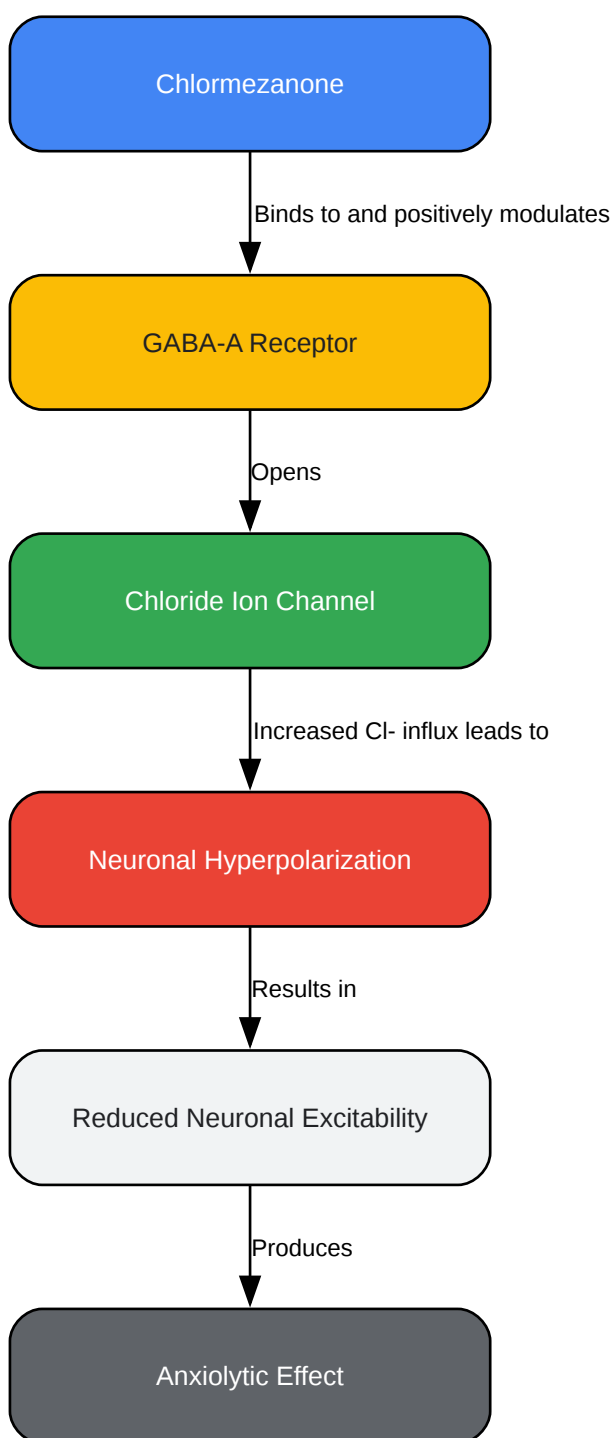 Chlormezanone
Binds to and positively modulates
GABA-A Receptor
Opens
Chloride Ion Channel
Increased Cl- influx leads to
Neuronal Hyperpolarization
Results in
Reduced Neuronal Excitability
Produces
Anxiolytic Effect